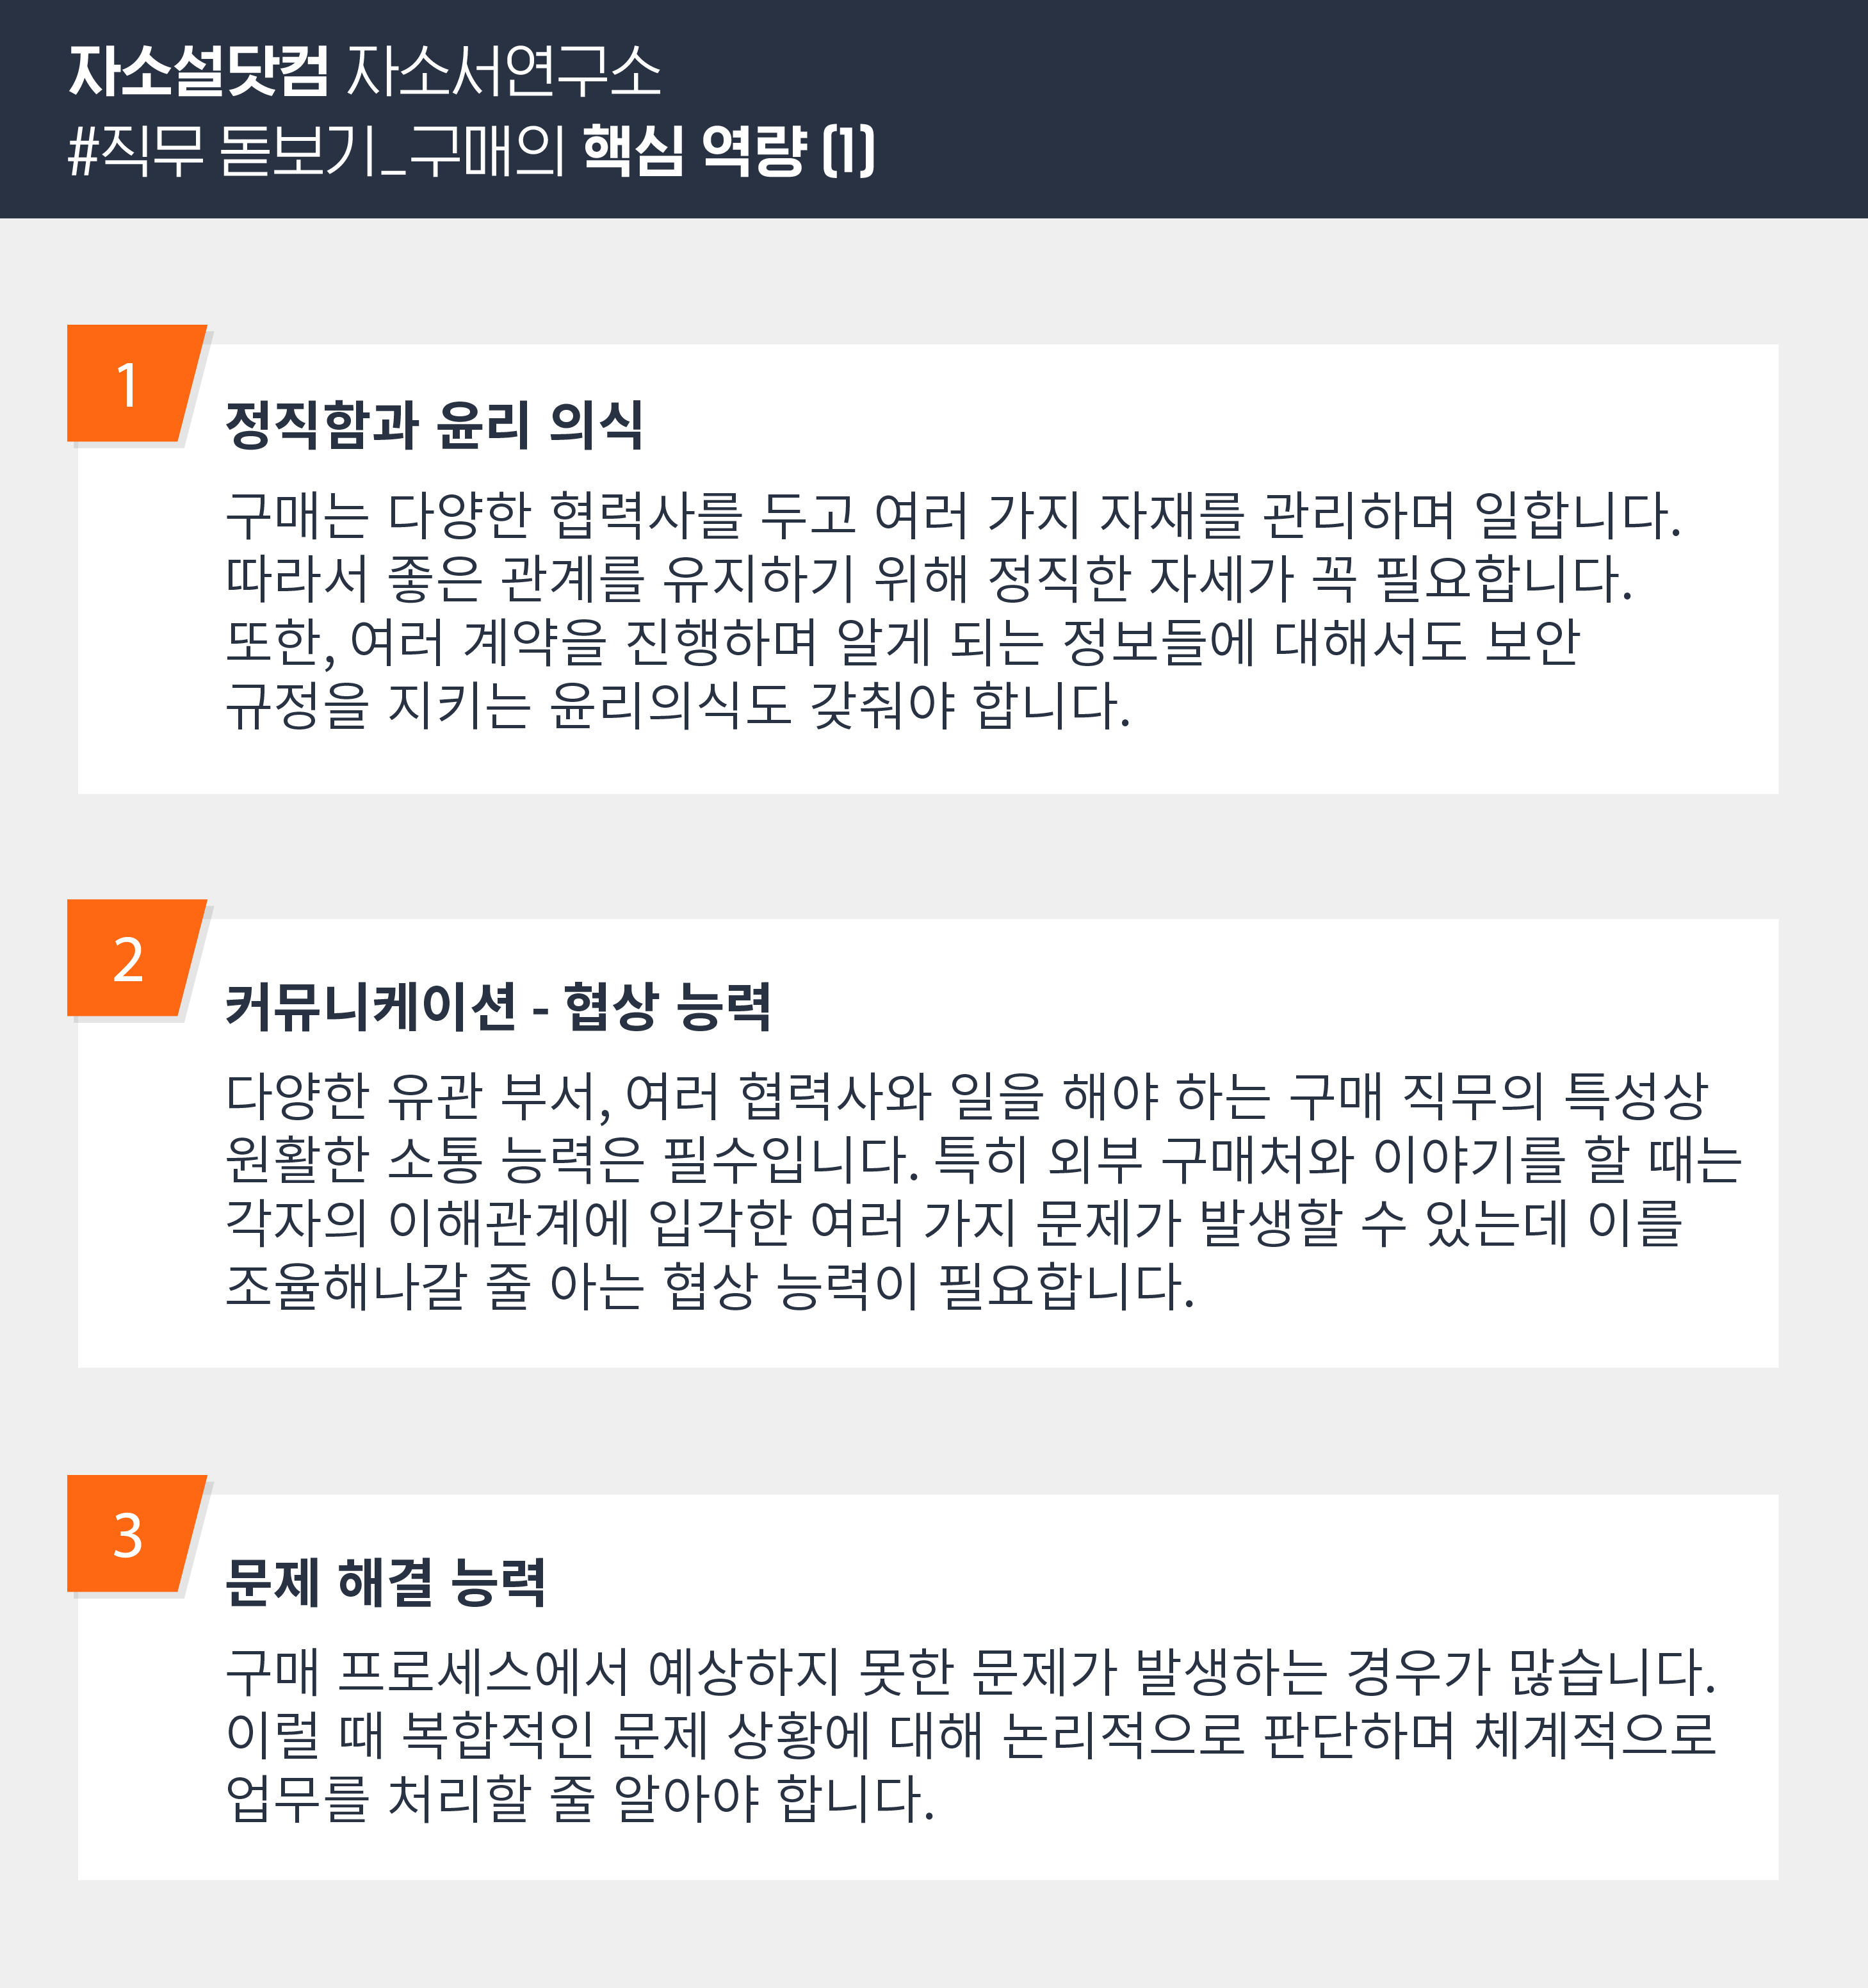 자소설닷컴 자소서연구소
#직무 돋보기_구매의 핵심 역량 (1)
1
정직함과 윤리 의식
구매는 다양한 협력사를 두고 여러 가지 자재를 관리하며 일합니다.
따라서 좋은 관계를 유지하기 위해 정직한 자세가 꼭 필요합니다.
또한, 여러 계약을 진행하며 알게 되는 정보들에 대해서도 보안
규정을 지키는 윤리의식도 갖춰야 합니다.
2
커뮤니케이션 - 협상 능력
다양한 유관 부서, 여러 협력사와 일을 해야 하는 구매 직무의 특성상
원활한 소통 능력은 필수입니다. 특히 외부 구매처와 이야기를 할 때는
각자의 이해관계에 입각한 여러 가지 문제가 발생할 수 있는데 이를
조율해나갈 줄 아는 협상 능력이 필요합니다.
3
문제 해결 능력
구매 프로세스에서 예상하지 못한 문제가 발생하는 경우가 많습니다.
이럴 때 복합적인 문제 상황에 대해 논리적으로 판단하며 체계적으로
업무를 처리할 줄 알아야 합니다.